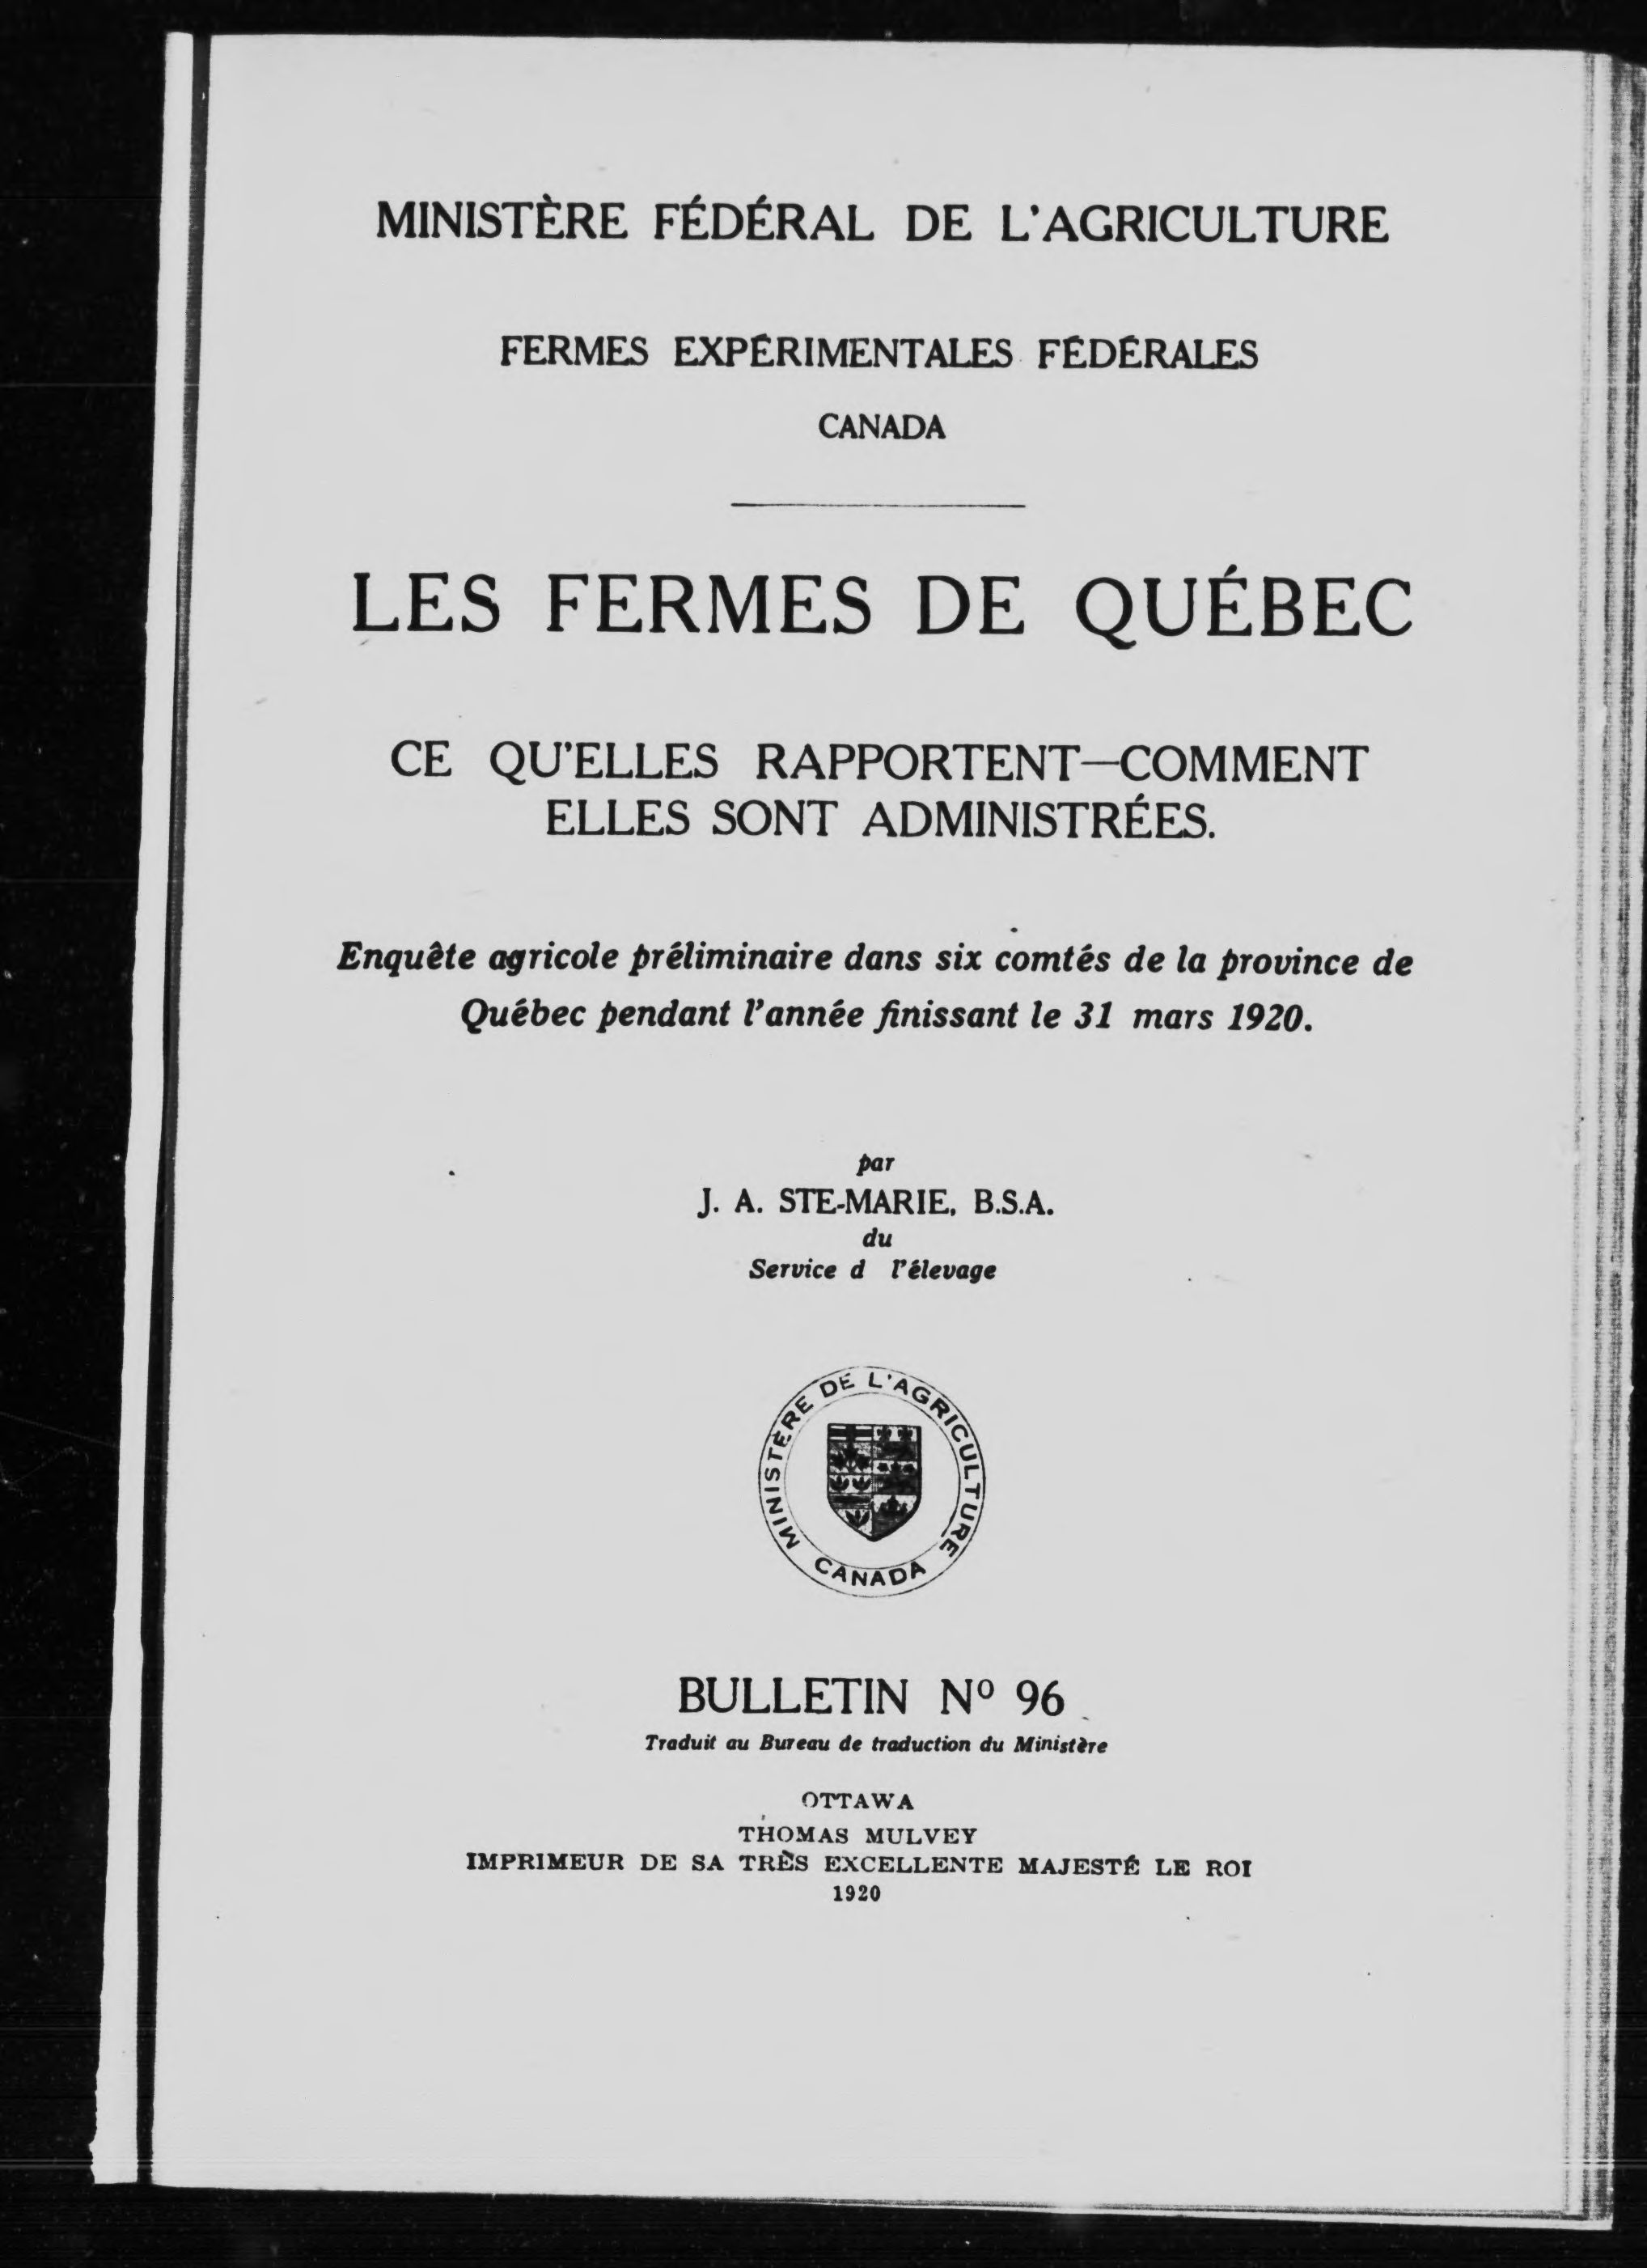 MINISTÈRE FÉDÉRAL DE L'AGRICULTURE
FERMES EXPÉRIMENTALES FÉDÉRALES
CANADA
LES FERMES DE QUÉBEC
CE QU'ELLES RAPPORTENT—COMMENT
ELLES SONT ADMINISTRÉES.
Enquête agricole préliminaire dans six comtés de la province de
Québec pendant l'année finissant le 31 mars 1920.
par
J. A. STE-MARIE, B.S.A.
du
Service d l'élevage
MINISTÈRE DE L'AGRICULTURE
CANADA
BULLETIN Nº 96
Traduit au Bureau de traduction du Ministère
OTTAWA
THOMAS MULVEY
IMPRIMEUR DE SA TRÈS EXCELLENTE MAJESTÉ LE ROI
1920